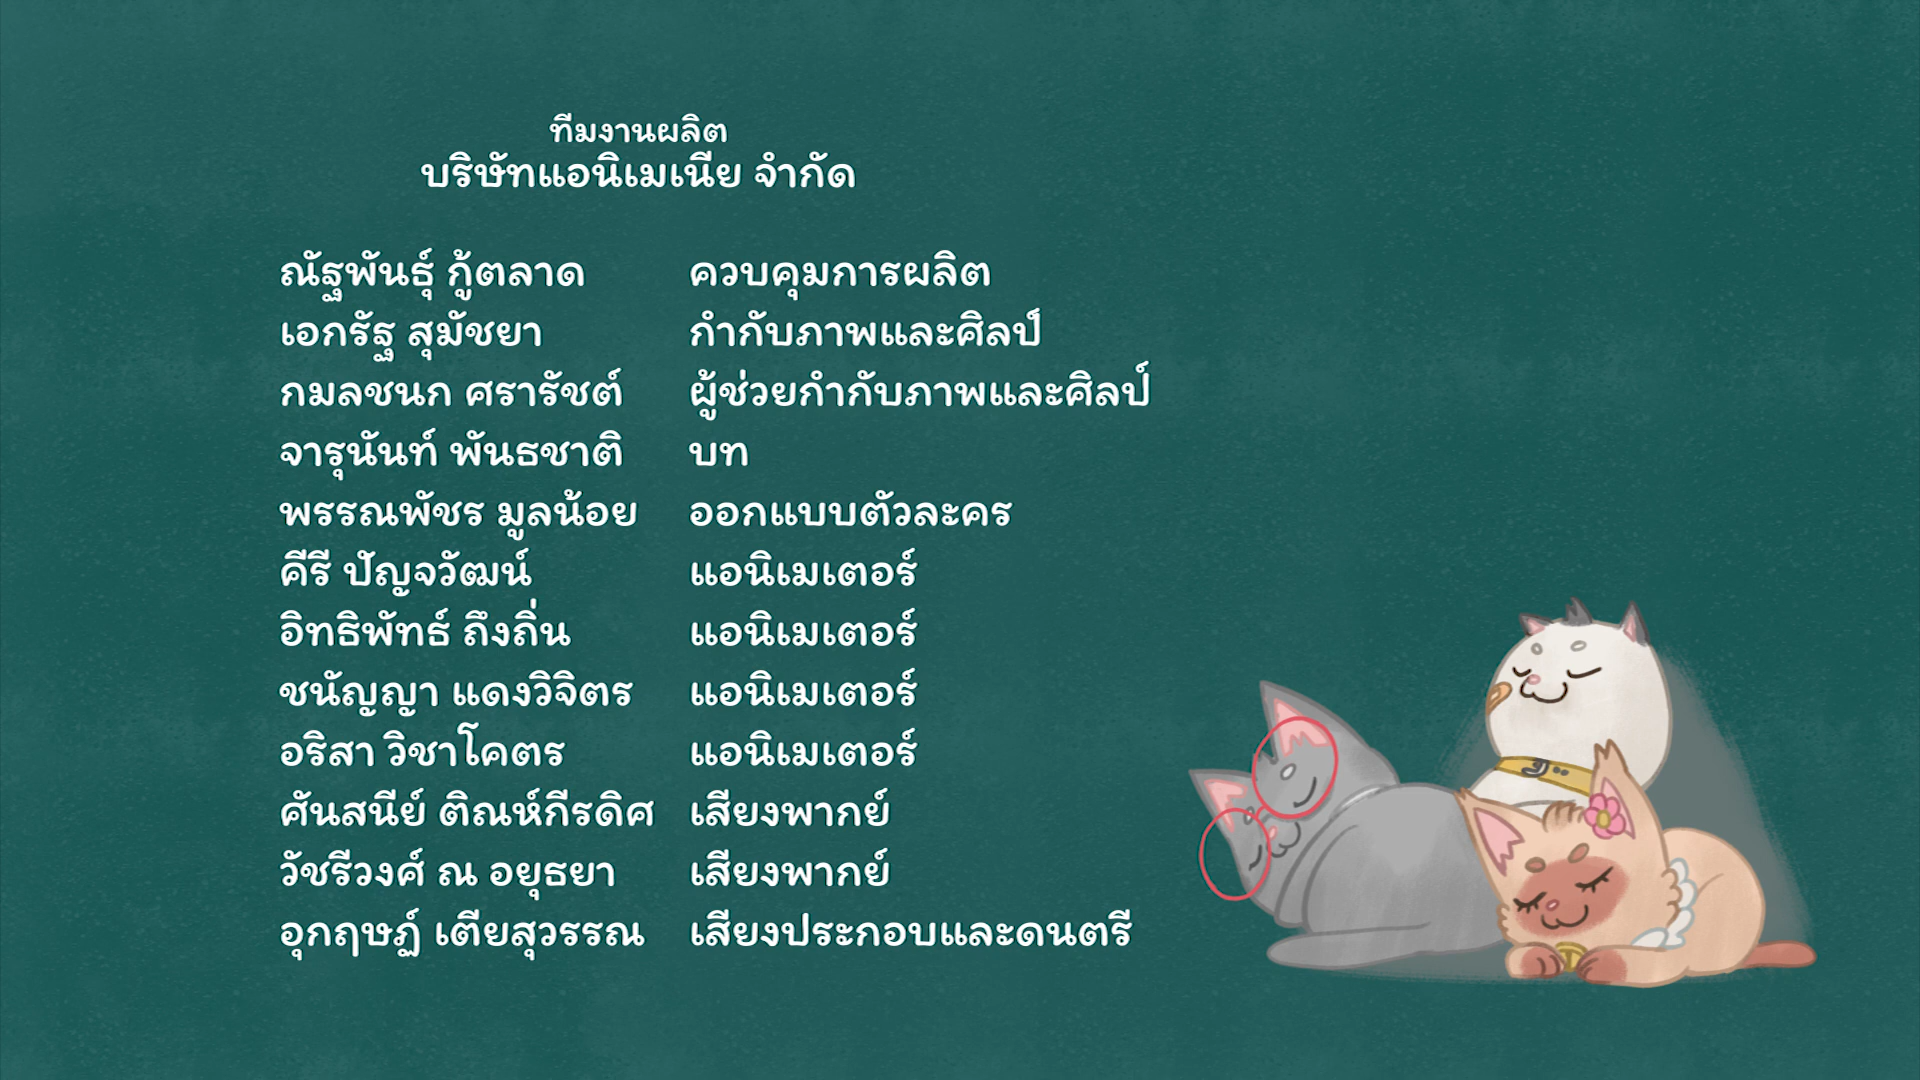 ทีมงานผลิต
บริษัทแอนิเมเนีย จำกัด
ณัฐพันธุ์ กู้ตลาด ควบคุมการผลิต
เอกรัฐ สุมัชยา กำกับภาพและศิลป์
กมลชนก ศรารัชต์ ผู้ช่วยกำกับภาพและศิลป์
จารุนันท์ พันธชาติ บท
พรรณพัชร มูลน้อย ออกแบบตัวละคร
คีรี ปัญจวัฒน์ แอนิเมเตอร์
อิทธิพัทธ์ ถึงถิ่น แอนิเมเตอร์
ชนัญญา แดงวิจิตร แอนิเมเตอร์
อริสา วิชาโคตร แอนิเมเตอร์
ศันสนีย์ ติณห์กีรดิศ เสียงพากย์
วัชรีวงศ์ ณ อยุธยา เสียงพากย์
อุกฤษฏ์ เตียสุวรรณ เสียงประกอบและดนตรี